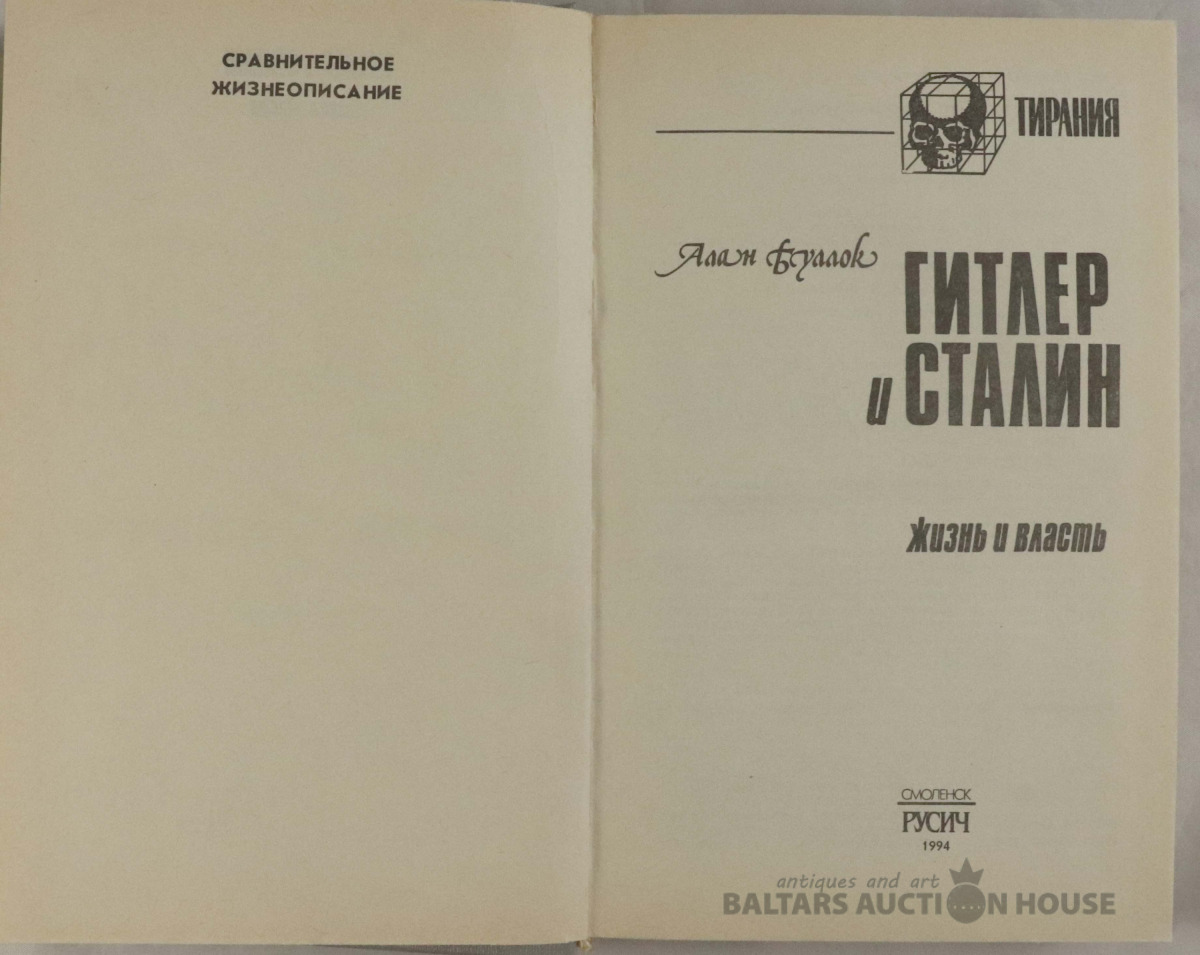 СРАВНИТЕЛЬНОЕ
ЖИЗНЕОПИСАНИЕ
ТИРАНИЯ
Алан Буллок
ГИТЛЕР
и СТАЛИН
жизнь и власть
СМОЛЕНСК
РУСИЧ
1994
antiques and art
BALTARS AUCTION HOUSE